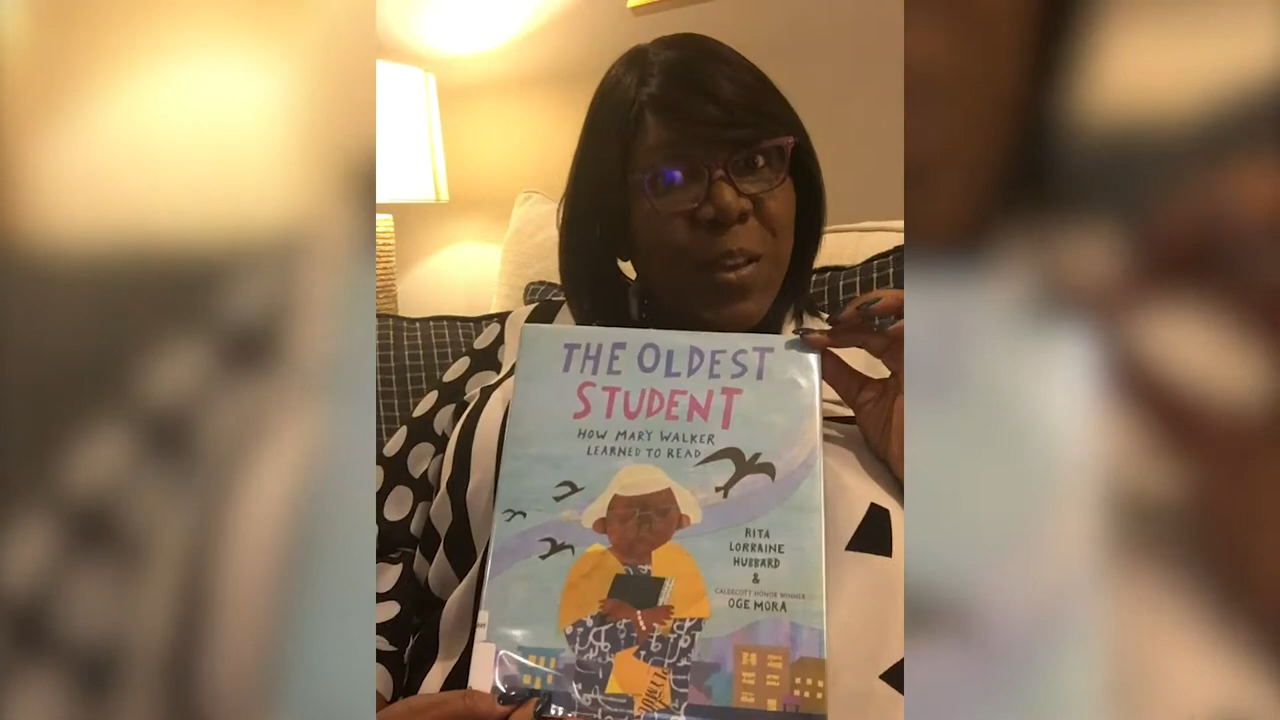 THE OLDEST
STUDENT
HOW MARY WALKER
LEARNED TO READ
RITA
LORRAINE
HUBBARD
&
CALDECOTT HONOR WINNER
OGE MORA